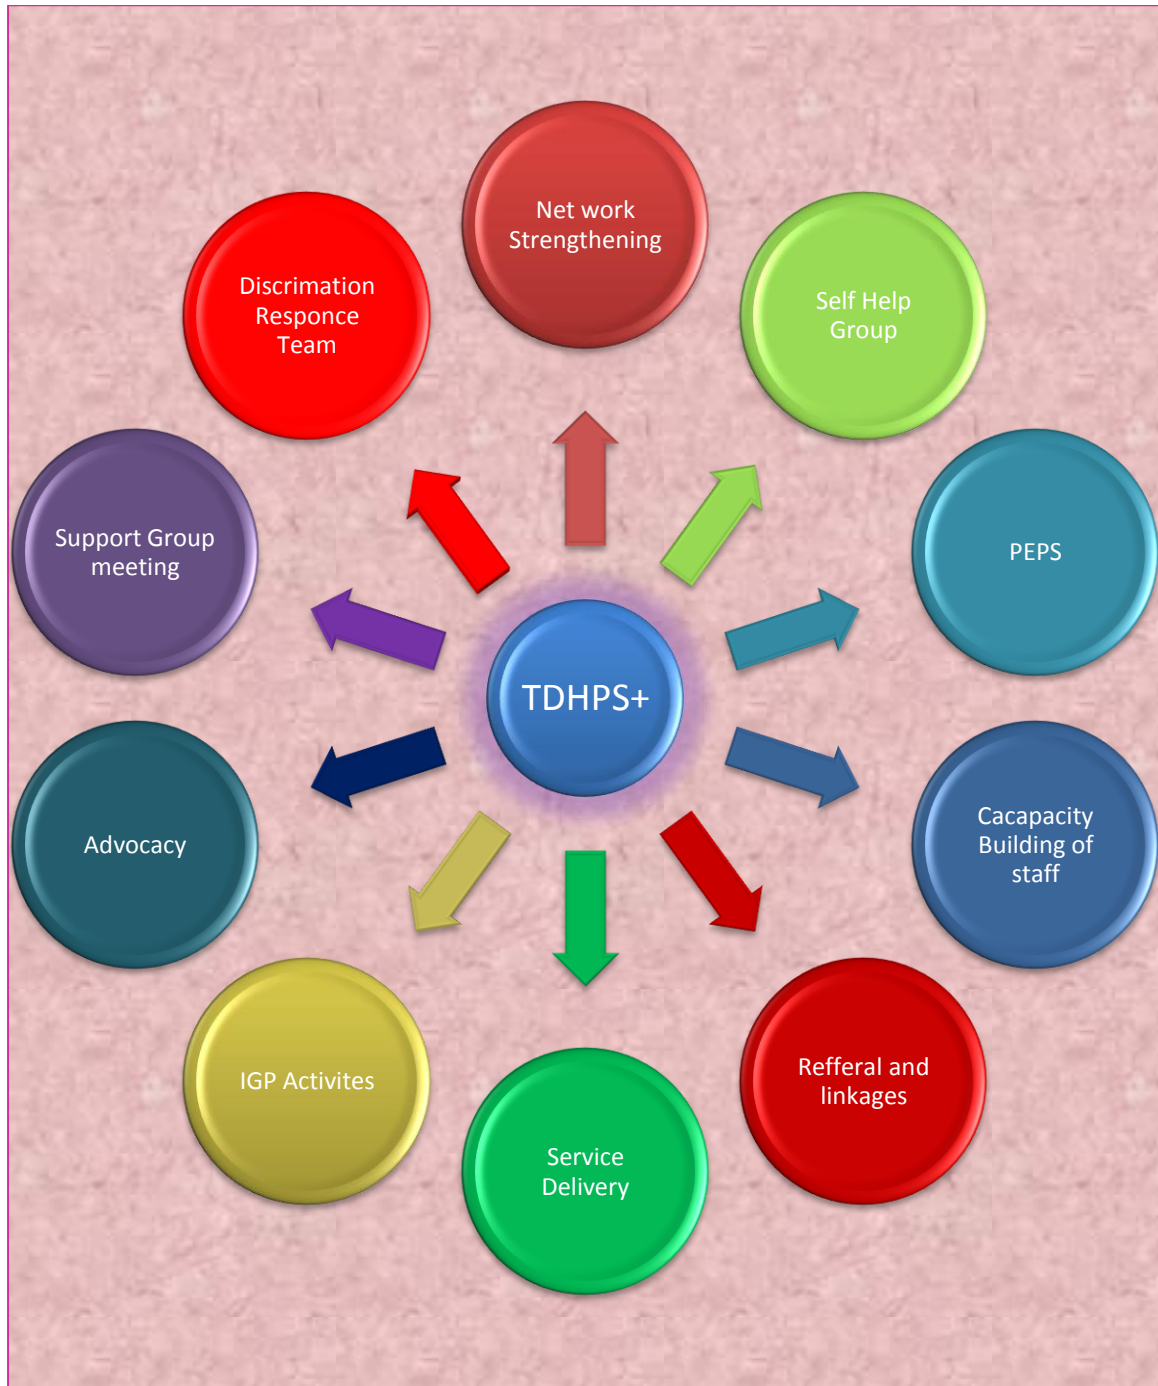 Net work
Strengthening
Self Help
Group
PEPS
Cacapacity
Building of
staff
Refferal and
linkages
Service
Delivery
IGP Activites
Advocacy
Support Group
meeting
Discrimation
Responce
Team
TDHPS+